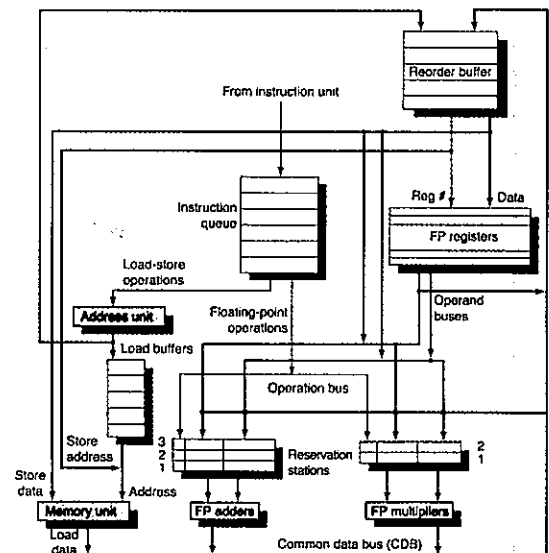 Reorder buffer
From instruction unit
Reg # Data
Instruction
queue
FP registers
Load-store
operations
Operand
buses
Address unit
Floating-point
operations
Load buffers
Operation bus
3
2
1
2
1
Store
address
Reservation
stations
Store
data
Address
Memory unit
FP adders
FP multipliers
Load
data
Common data bus (CDB)